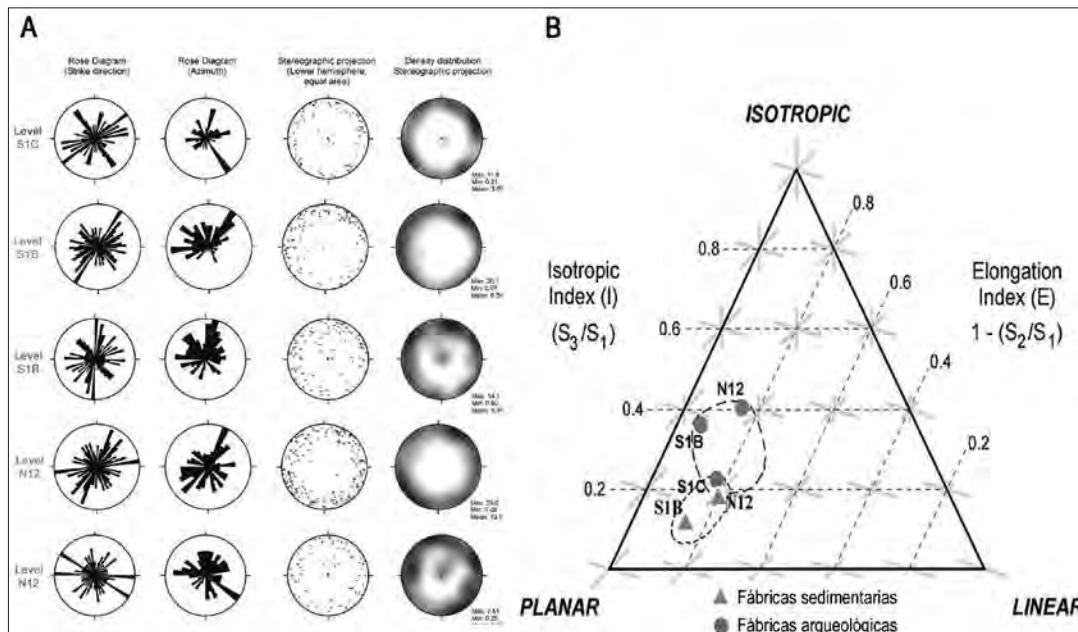 A
Rose Diagram
(Strike direction)
Rose Diagram
(Azimuth)
Stereographic projection
(Lower hemisphere,
equal area)
Density distribution
Stereographic projection
Level
S1C
Level
S1B
Level
S1B
Level
N12
Level
N12
B
ISOTROPIC
0.8
0.8
Isotropic
Index (I)
(S3/S1)
Elongation
Index (E)
1 - (S2/S1)
0.6
0.6
0.4
0.4
N12
S1B
0.2
0.2
S1C
S1B
N12
PLANAR
LINEAR
Fábricas sedimentarias
Fábricas arqueológicas